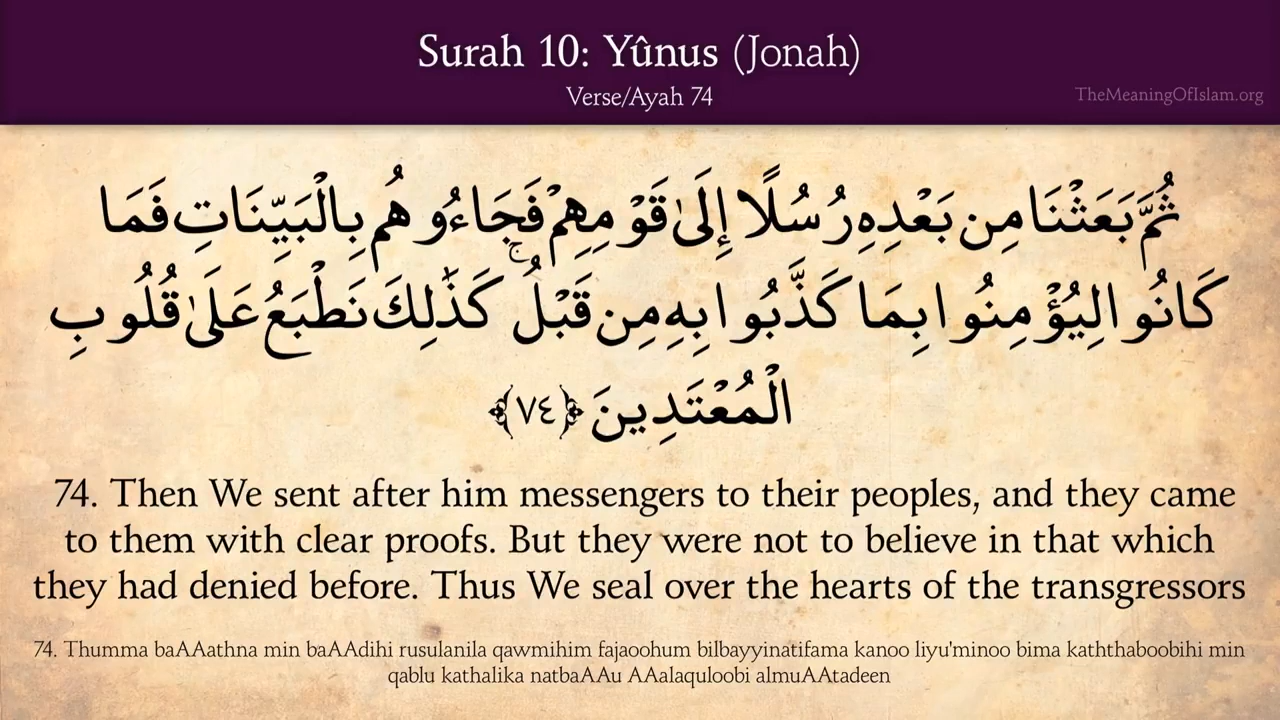 Surah 10: Yûnus (Jonah)
Verse/Ayah 74
TheMeaningOfIslam.org
ثُمَّ بَعَثْنَا مِن بَعْدِهِ رُسُلًا إِلَىٰ قَوْمِهِمْ فَجَاءُوهُم بِالْبَيِّنَاتِ فَمَا
كَانُوا لِيُؤْمِنُوا بِمَا كَذَّبُوا بِهِ مِن قَبْلُ ۚ كَذَٰلِكَ نَطْبَعُ عَلَىٰ قُلُوبِ
الْمُعْتَدِينَ ﴿٧٤﴾
74. Then We sent after him messengers to their peoples, and they came
to them with clear proofs. But they were not to believe in that which
they had denied before. Thus We seal over the hearts of the transgressors
74. Thumma baAAathna min baAAdihi rusulanila qawmihim fajaoohum bilbayyinatifama kanoo liyu'minoo bima kaththaboobihi min
qablu kathalika natbaAAu AAalaquloobi almuAAtadeen